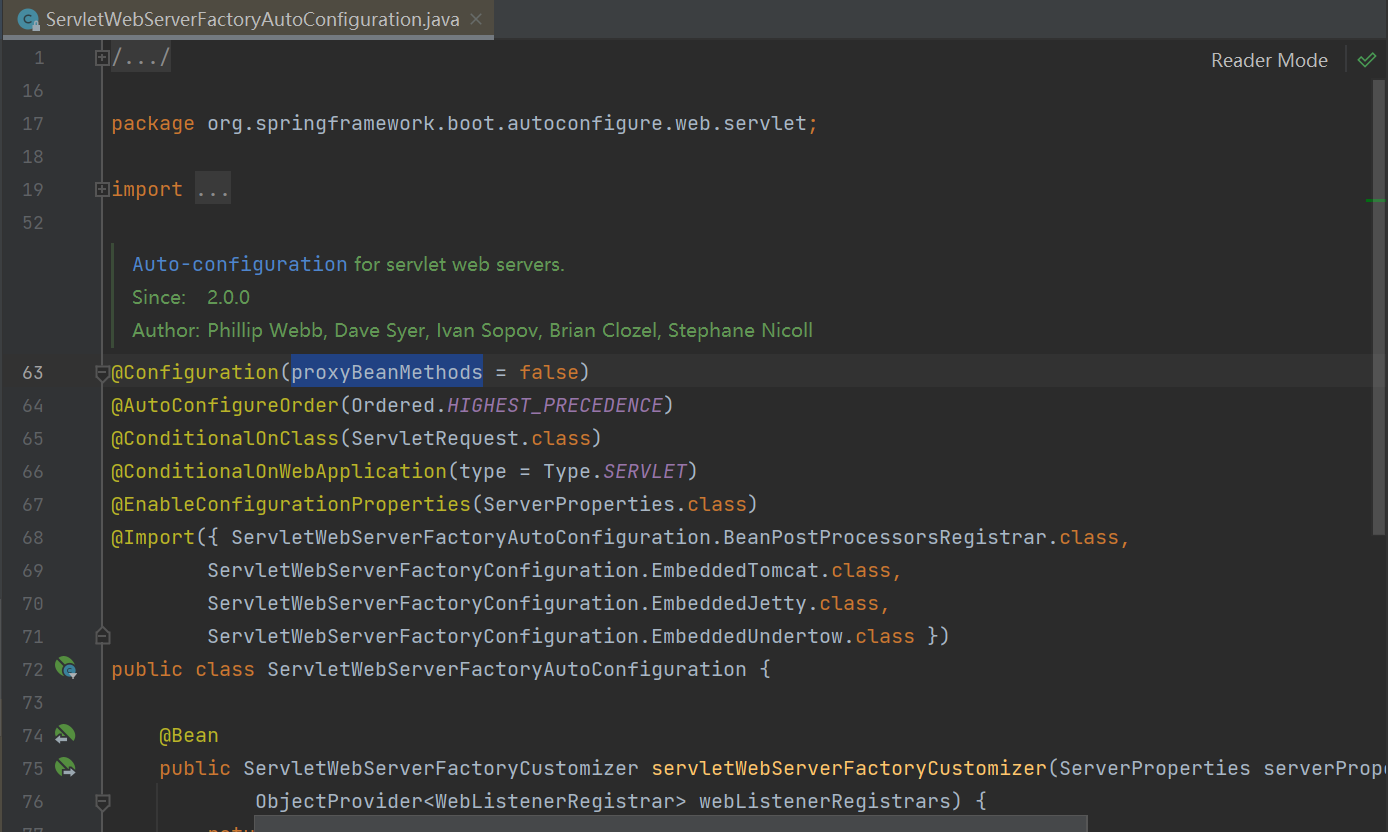 ServletWebServerFactoryAutoConfiguration.java
1 /.../
Reader Mode
16
17 package org.springframework.boot.autoconfigure.web.servlet;
18
19 import ...
52
Auto-configuration for servlet web servers.
Since: 2.0.0
Author: Phillip Webb, Dave Syer, Ivan Sopov, Brian Clozel, Stephane Nicoll
63 @Configuration(proxyBeanMethods = false)
64 @AutoConfigureOrder(Ordered.HIGHEST_PRECEDENCE)
65 @ConditionalOnClass(ServletRequest.class)
66 @ConditionalOnWebApplication(type = Type.SERVLET)
67 @EnableConfigurationProperties(ServerProperties.class)
68 @Import({ ServletWebServerFactoryAutoConfiguration.BeanPostProcessorsRegistrar.class,
69 ServletWebServerFactoryConfiguration.EmbeddedTomcat.class,
70 ServletWebServerFactoryConfiguration.EmbeddedJetty.class,
71 ServletWebServerFactoryConfiguration.EmbeddedUndertow.class })
72 public class ServletWebServerFactoryAutoConfiguration {
73
74 @Bean
75 public ServletWebServerFactoryCustomizer servletWebServerFactoryCustomizer(ServerProperties serverProp
76 ObjectProvider<WebListenerRegistrar> webListenerRegistrars) {